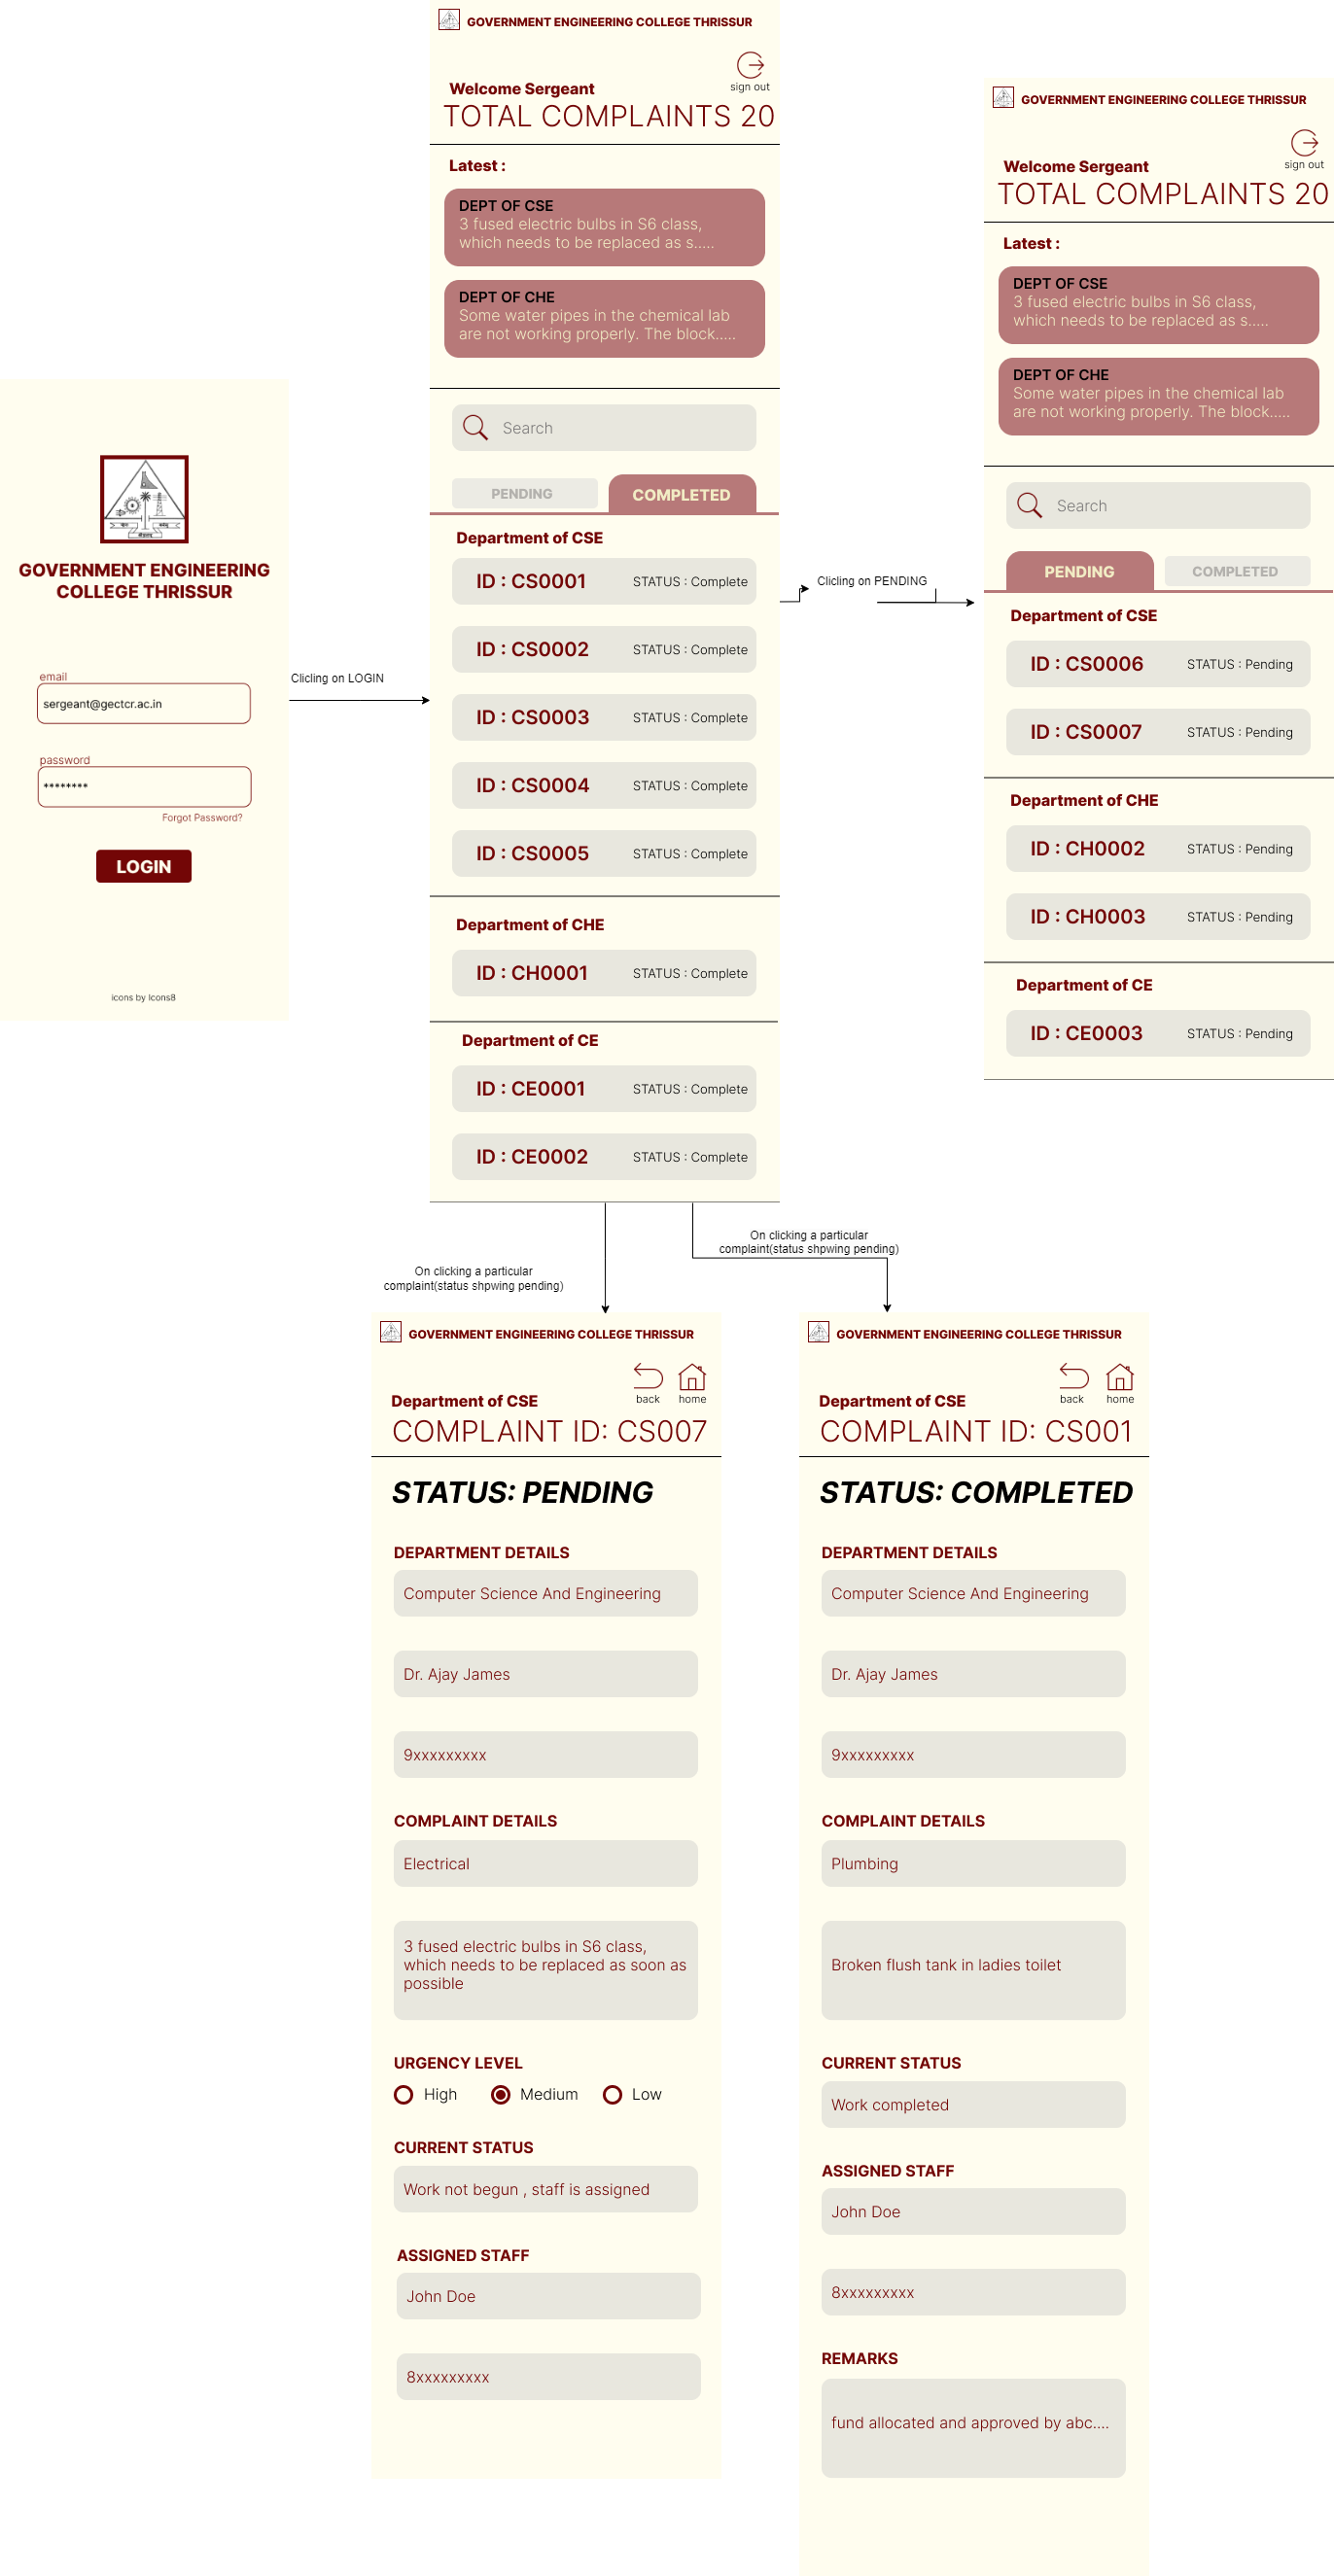 GOVERNMENT ENGINEERING
COLLEGE THRISSUR
email
sergeant@gectcr.ac.in
password
********
Forgot Password?
LOGIN
icons by Icons8
Clicling on LOGIN
GOVERNMENT ENGINEERING COLLEGE THRISSUR
sign out
Welcome Sergeant
TOTAL COMPLAINTS 20
Latest :
DEPT OF CSE
3 fused electric bulbs in S6 class,
which needs to be replaced as s.....
DEPT OF CHE
Some water pipes in the chemical lab
are not working properly. The block.....
Search
PENDING
COMPLETED
Department of CSE
ID : CS0001 STATUS : Complete
ID : CS0002 STATUS : Complete
ID : CS0003 STATUS : Complete
ID : CS0004 STATUS : Complete
ID : CS0005 STATUS : Complete
Department of CHE
ID : CH0001 STATUS : Complete
Department of CE
ID : CE0001 STATUS : Complete
ID : CE0002 STATUS : Complete
Clicling on PENDING
GOVERNMENT ENGINEERING COLLEGE THRISSUR
sign out
Welcome Sergeant
TOTAL COMPLAINTS 20
Latest :
DEPT OF CSE
3 fused electric bulbs in S6 class,
which needs to be replaced as s.....
DEPT OF CHE
Some water pipes in the chemical lab
are not working properly. The block.....
Search
PENDING
COMPLETED
Department of CSE
ID : CS0006 STATUS : Pending
ID : CS0007 STATUS : Pending
Department of CHE
ID : CH0002 STATUS : Pending
ID : CH0003 STATUS : Pending
Department of CE
ID : CE0003 STATUS : Pending
On clicking a particular
complaint(status shpwing pending)
On clicking a particular
complaint(status shpwing pending)
GOVERNMENT ENGINEERING COLLEGE THRISSUR
back
home
Department of CSE
COMPLAINT ID: CS007
STATUS: PENDING
DEPARTMENT DETAILS
Computer Science And Engineering
Dr. Ajay James
9xxxxxxxxx
COMPLAINT DETAILS
Electrical
3 fused electric bulbs in S6 class,
which needs to be replaced as soon as
possible
URGENCY LEVEL
High Medium Low
CURRENT STATUS
Work not begun , staff is assigned
ASSIGNED STAFF
John Doe
8xxxxxxxxx
GOVERNMENT ENGINEERING COLLEGE THRISSUR
back
home
Department of CSE
COMPLAINT ID: CS001
STATUS: COMPLETED
DEPARTMENT DETAILS
Computer Science And Engineering
Dr. Ajay James
9xxxxxxxxx
COMPLAINT DETAILS
Plumbing
Broken flush tank in ladies toilet
CURRENT STATUS
Work completed
ASSIGNED STAFF
John Doe
8xxxxxxxxx
REMARKS
fund allocated and approved by abc....